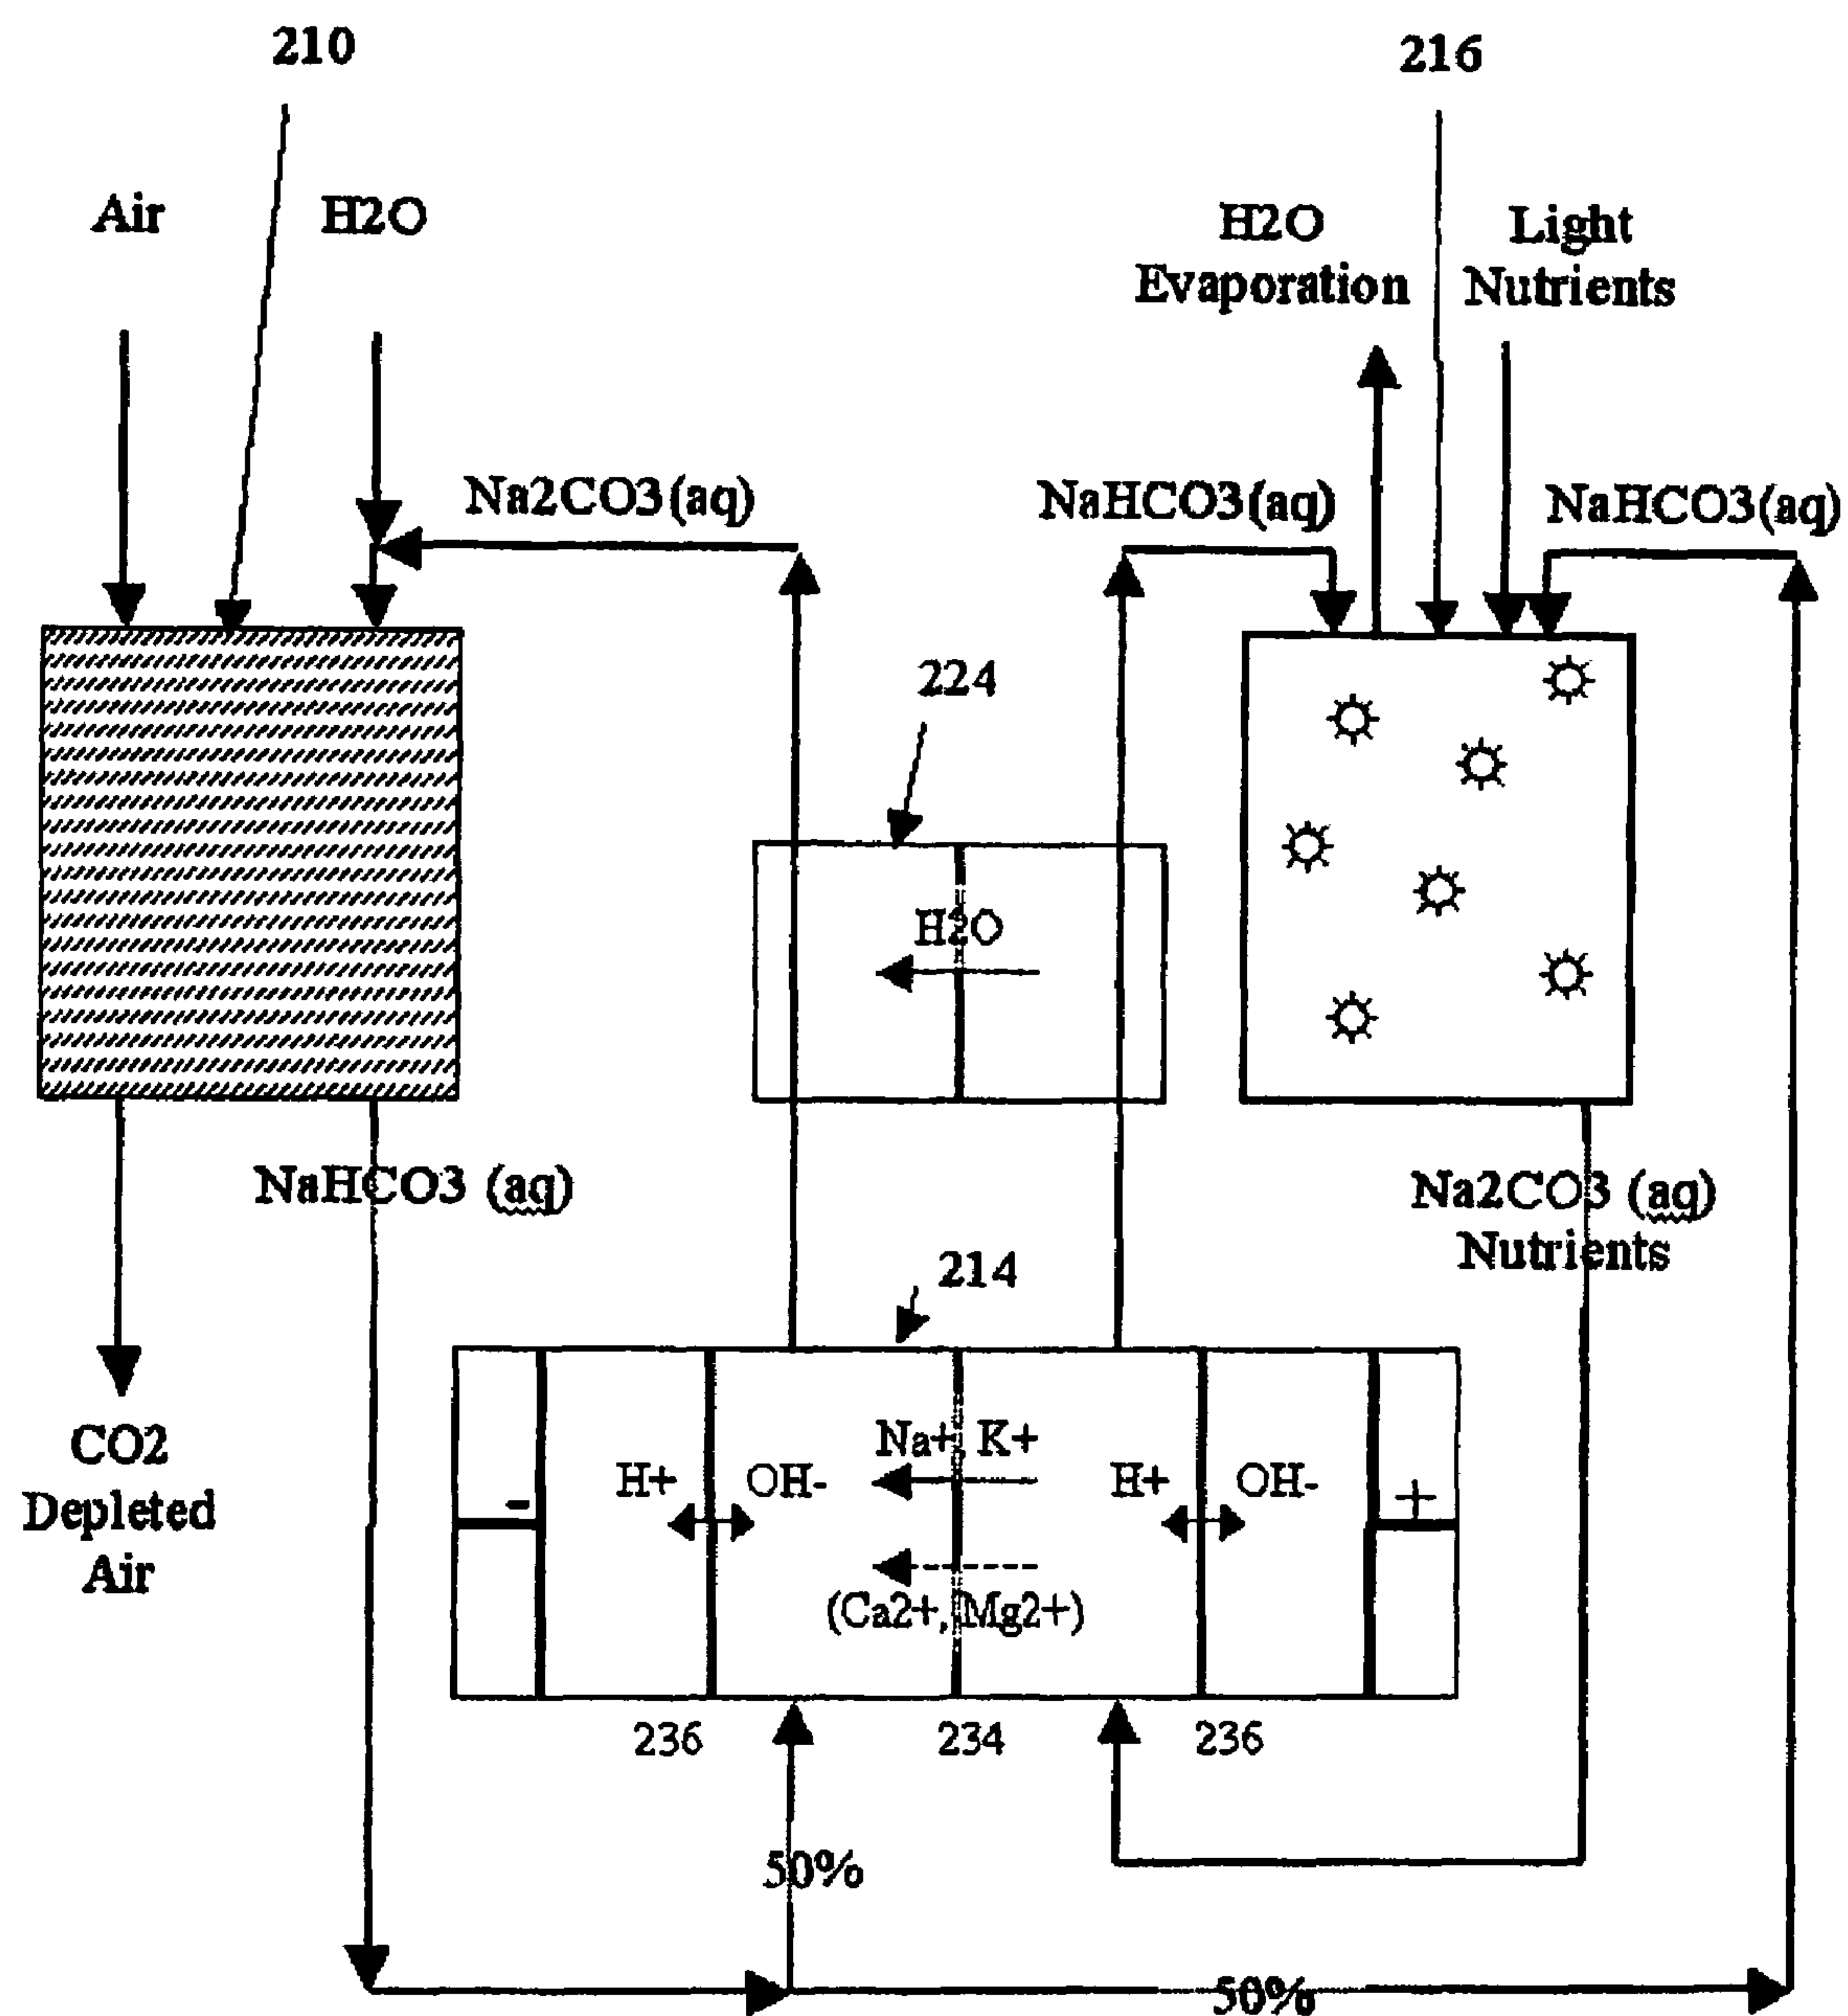 210
216
Air
H2O
H2O
Evaporation
Light
Nutrients
Na2CO3(aq)
NaHCO3(aq)
NaHCO3(aq)
224
H2O
NaHCO3 (aq)
Na2CO3 (aq)
Nutrients
214
CO2
Depleted
Air
-
H+
OH-
Na+, K+
H+
OH-
+
(Ca2+, Mg2+)
236
234
236
50%
50%